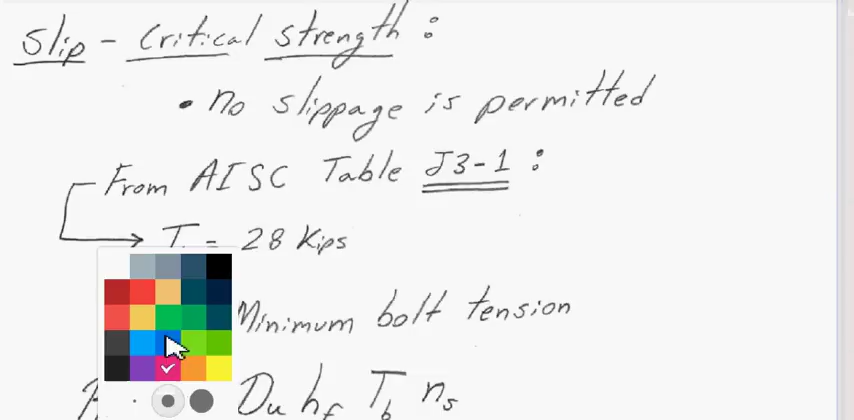 Slip - Critical Strength :
• no slippage is permitted
From AISC Table J3-1 :
T = 28 Kips
Minimum bolt tension
Du hf Tb ns